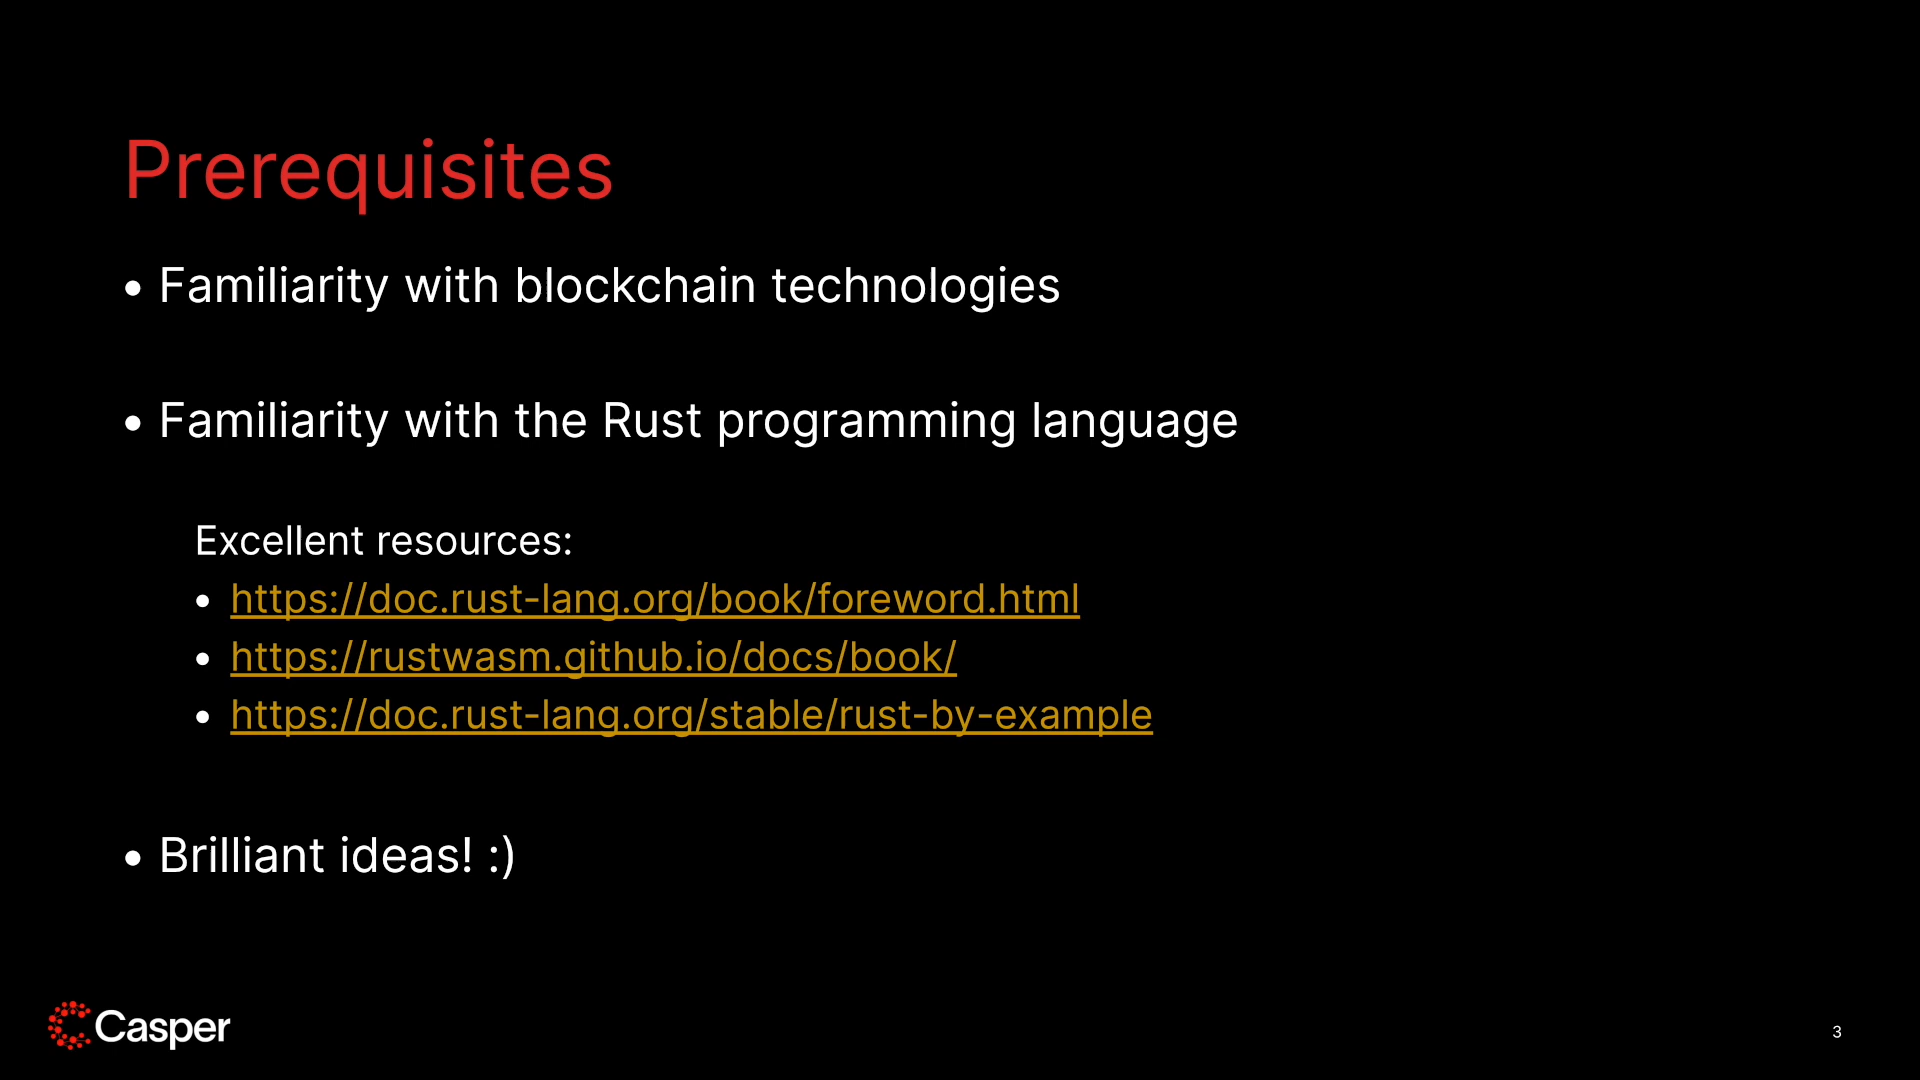 Prerequisites
• Familiarity with blockchain technologies
• Familiarity with the Rust programming language
Excellent resources:
• https://doc.rust-lang.org/book/foreword.html
• https://rustwasm.github.io/docs/book/
• https://doc.rust-lang.org/stable/rust-by-example
• Brilliant ideas! :)
Casper
3